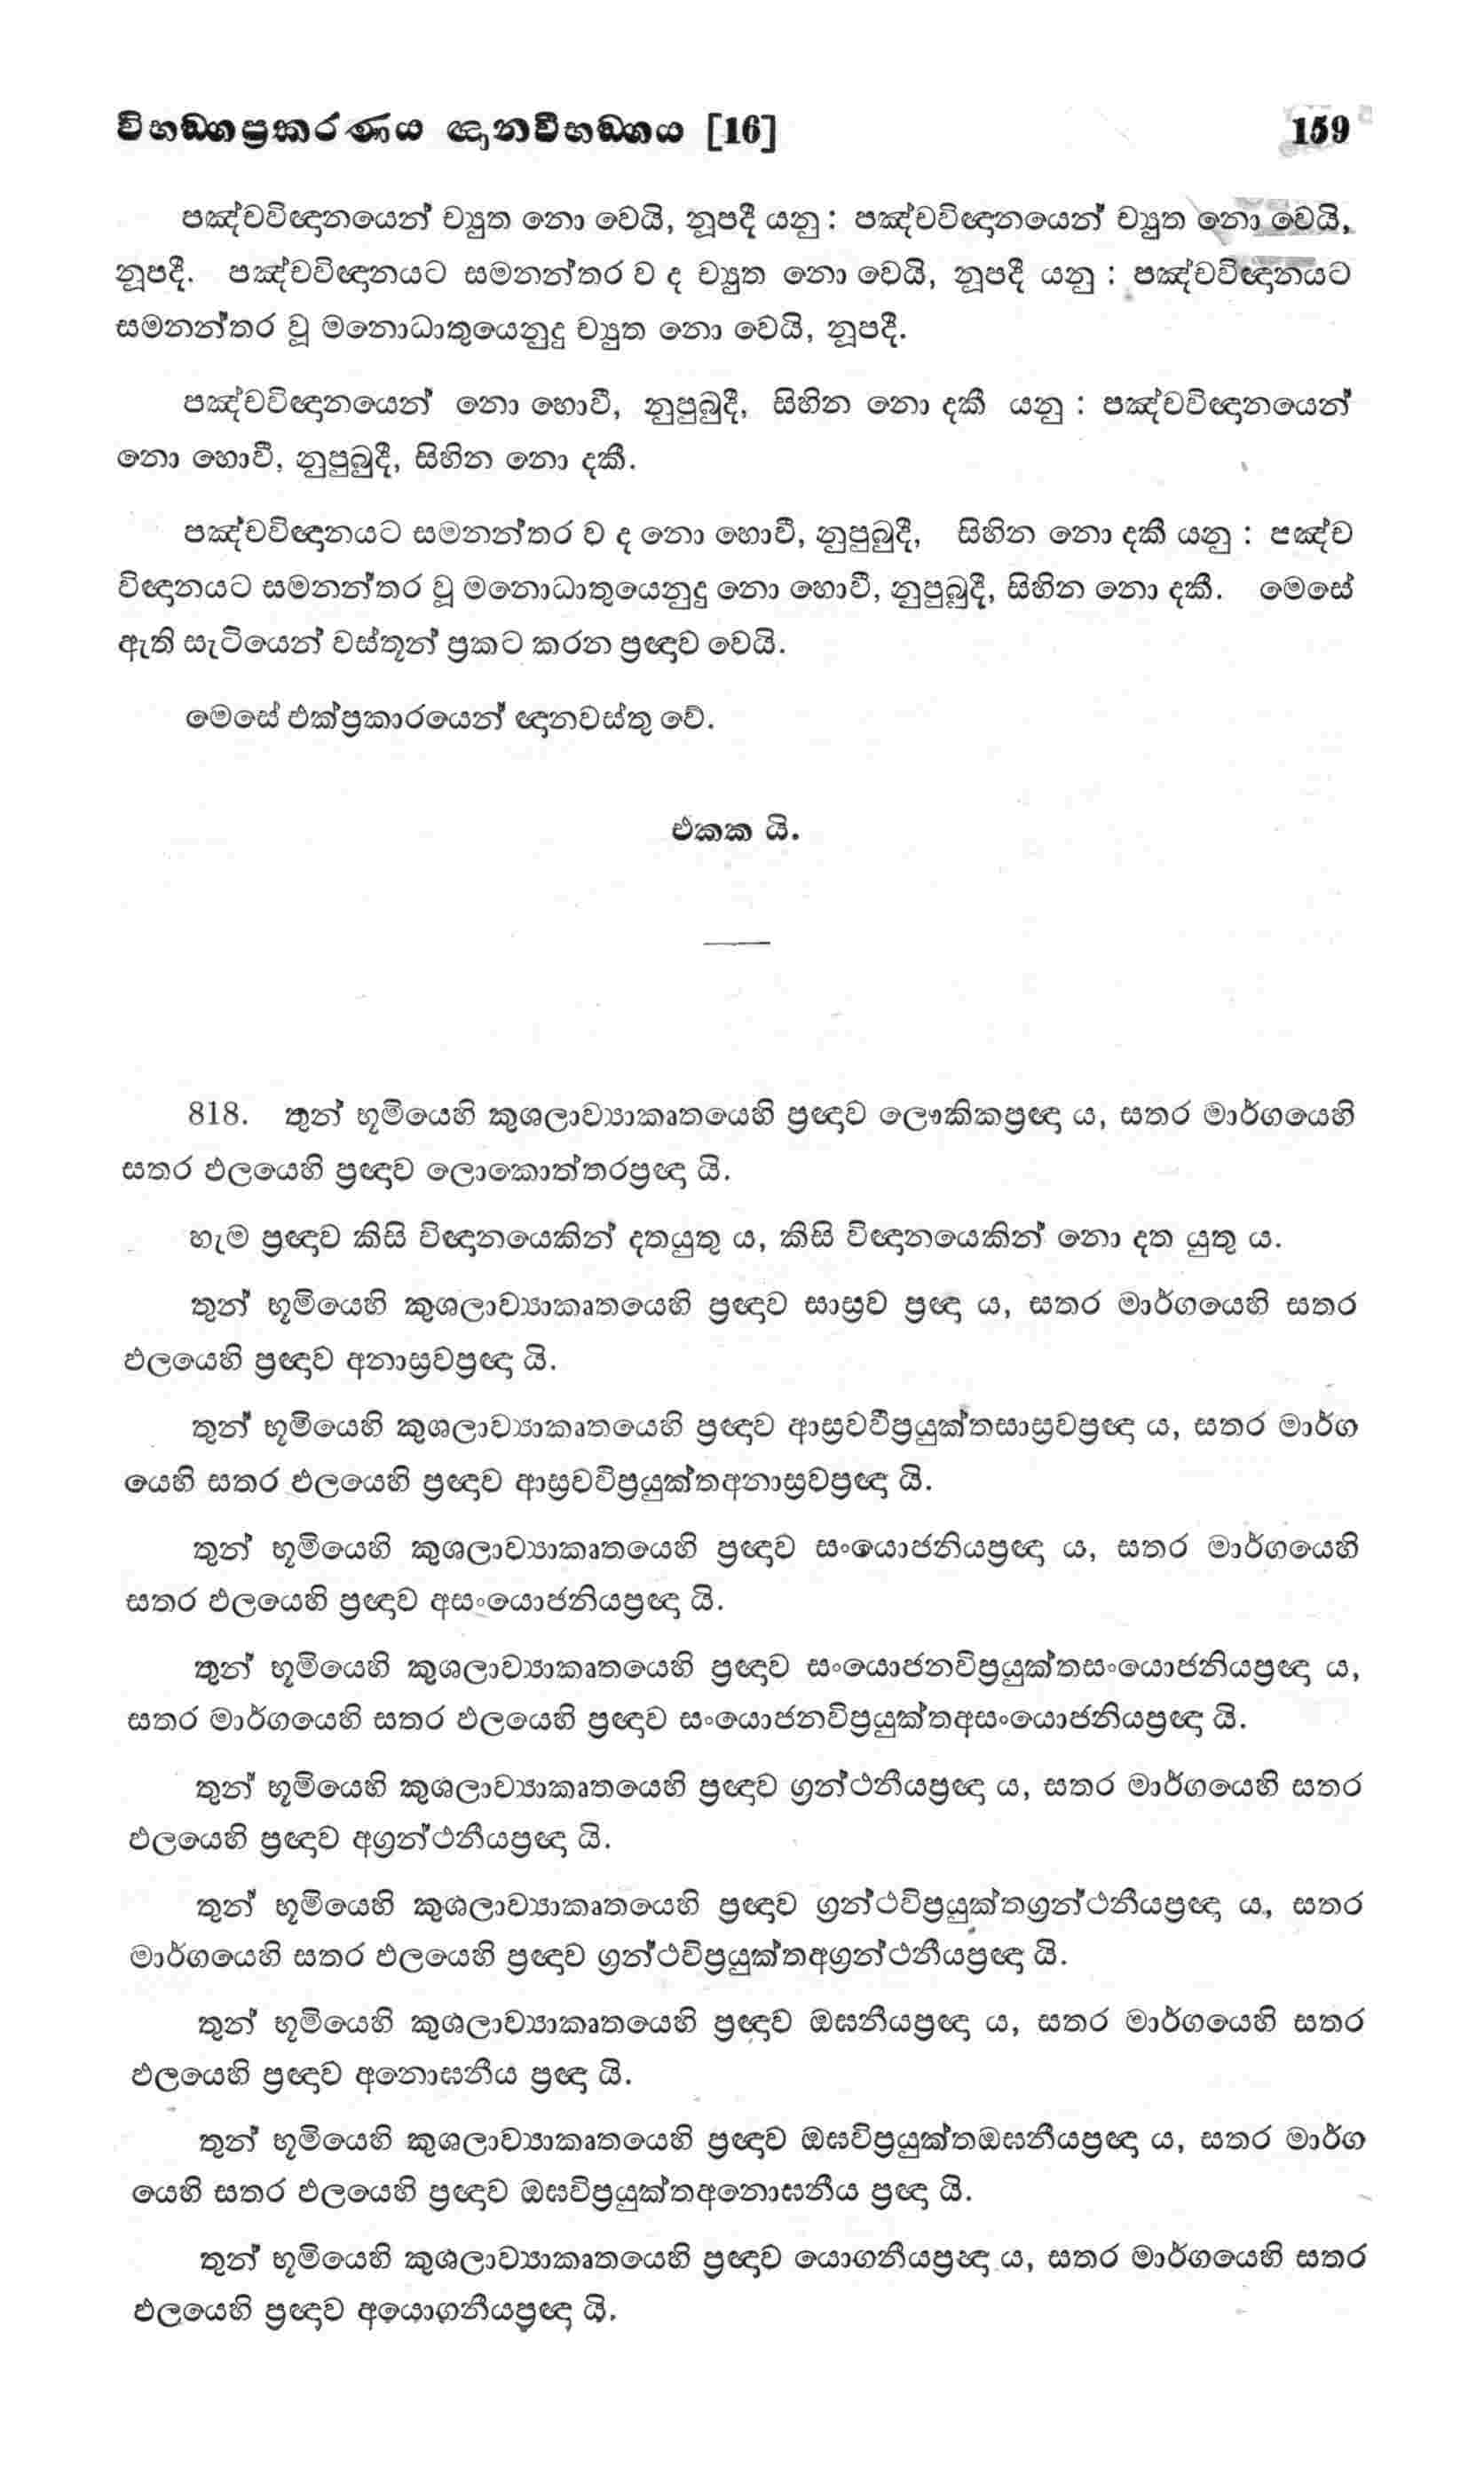 විභඞ්ගප්‍රකරණය ඥානවිභඞ්ගය [16] 159
පඤ්චවිඥානයෙන් ච්‍යුත නො වෙයි, නූපදී යනු : පඤ්චවිඥානයෙන් ච්‍යුත නො වෙයි,
නූපදී. පඤ්චවිඥානයට සමනන්තර ව ද ච්‍යුත නො වෙයි, නූපදී යනු : පඤ්චවිඥානයට
සමනන්තර වූ මනොධාතුයෙනුදු ච්‍යුත නො වෙයි, නූපදී.
පඤ්චවිඥානයෙන් නො හොවී, නුපුබුදී, සිහින නො දකී යනු : පඤ්චවිඥානයෙන්
නො හොවී, නුපුබුදී, සිහින නො දකී.
පඤ්චවිඥානයට සමනන්තර ව ද නො හොවී, නුපුබුදී, සිහින නො දකී යනු : පඤ්ච
විඥානයට සමනන්තර වූ මනොධාතුයෙනුදු නො හොවී, නුපුබුදී, සිහින නො දකී. මෙසේ
ඇති සැටියෙන් වස්තූන් ප්‍රකට කරන ප්‍රඥාව වෙයි.
මෙසේ එක්ප්‍රකාරයෙන් ඥානවස්තු වේ.
එකක යි.
818. තුන් භූමියෙහි කුශලාව්‍යාකෘතයෙහි ප්‍රඥාව ලෞකිකප්‍රඥා ය, සතර මාර්ගයෙහි
සතර ඵලයෙහි ප්‍රඥාව ලොකොත්තරප්‍රඥා යි.
හැම ප්‍රඥාව කිසි විඥානයෙකින් දතයුතු ය, කිසි විඥානයෙකින් නො දත යුතු ය.
තුන් භූමියෙහි කුශලාව්‍යාකෘතයෙහි ප්‍රඥාව සාස්‍රව ප්‍රඥා ය, සතර මාර්ගයෙහි සතර
ඵලයෙහි ප්‍රඥාව අනාස්‍රවප්‍රඥා යි.
තුන් භූමියෙහි කුශලාව්‍යාකෘතයෙහි ප්‍රඥාව ආස්‍රවවිප්‍රයුක්තසාස්‍රවප්‍රඥා ය, සතර මාර්ග
යෙහි සතර ඵලයෙහි ප්‍රඥාව ආස්‍රවවිප්‍රයුක්තඅනාස්‍රවප්‍රඥා යි.
තුන් භූමියෙහි කුශලාව්‍යාකෘතයෙහි ප්‍රඥාව සංයොජනියප්‍රඥා ය, සතර මාර්ගයෙහි
සතර ඵලයෙහි ප්‍රඥාව අසංයොජනියප්‍රඥා යි.
තුන් භූමියෙහි කුශලාව්‍යාකෘතයෙහි ප්‍රඥාව සංයොජනවිප්‍රයුක්තසංයොජනියප්‍රඥා ය,
සතර මාර්ගයෙහි සතර ඵලයෙහි ප්‍රඥාව සංයොජනවිප්‍රයුක්තඅසංයොජනියප්‍රඥා යි.
තුන් භූමියෙහි කුශලාව්‍යාකෘතයෙහි ප්‍රඥාව ග්‍රන්ථනීයප්‍රඥා ය, සතර මාර්ගයෙහි සතර
ඵලයෙහි ප්‍රඥාව අග්‍රන්ථනීයප්‍රඥා යි.
තුන් භූමියෙහි කුශලාව්‍යාකෘතයෙහි ප්‍රඥාව ග්‍රන්ථවිප්‍රයුක්තග්‍රන්ථනීයප්‍රඥා ය, සතර
මාර්ගයෙහි සතර ඵලයෙහි ප්‍රඥාව ග්‍රන්ථවිප්‍රයුක්තඅග්‍රන්ථනීයප්‍රඥා යි.
තුන් භූමියෙහි කුශලාව්‍යාකෘතයෙහි ප්‍රඥාව ඔඝනීයප්‍රඥා ය, සතර මාර්ගයෙහි සතර
ඵලයෙහි ප්‍රඥාව අනොඝනීය ප්‍රඥා යි.
තුන් භූමියෙහි කුශලාව්‍යාකෘතයෙහි ප්‍රඥාව ඔඝවිප්‍රයුක්තඔඝනීයප්‍රඥා ය, සතර මාර්ග
යෙහි සතර ඵලයෙහි ප්‍රඥාව ඔඝවිප්‍රයුක්තඅනොඝනීය ප්‍රඥා යි.
තුන් භූමියෙහි කුශලාව්‍යාකෘතයෙහි ප්‍රඥාව යොගනීයප්‍රඥා ය, සතර මාර්ගයෙහි සතර
ඵලයෙහි ප්‍රඥාව අයොගනීයප්‍රඥා යි.